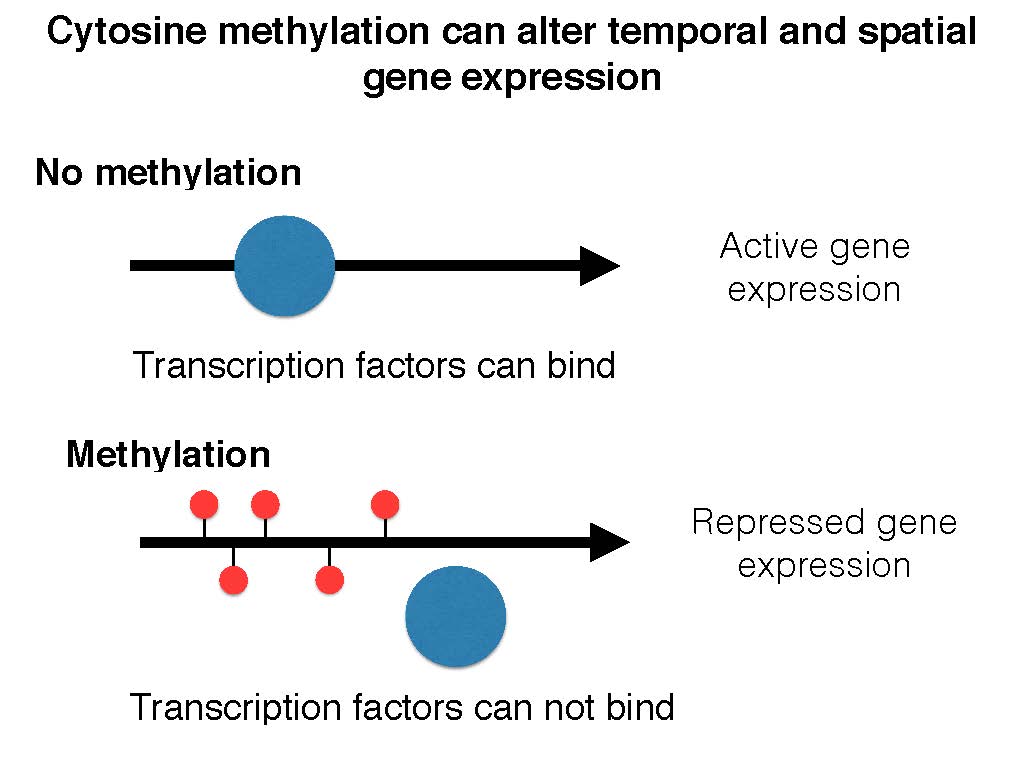 Cytosine methylation can alter temporal and spatial
gene expression
No methylation
Active gene
expression
Transcription factors can bind
Methylation
Repressed gene
expression
Transcription factors can not bind